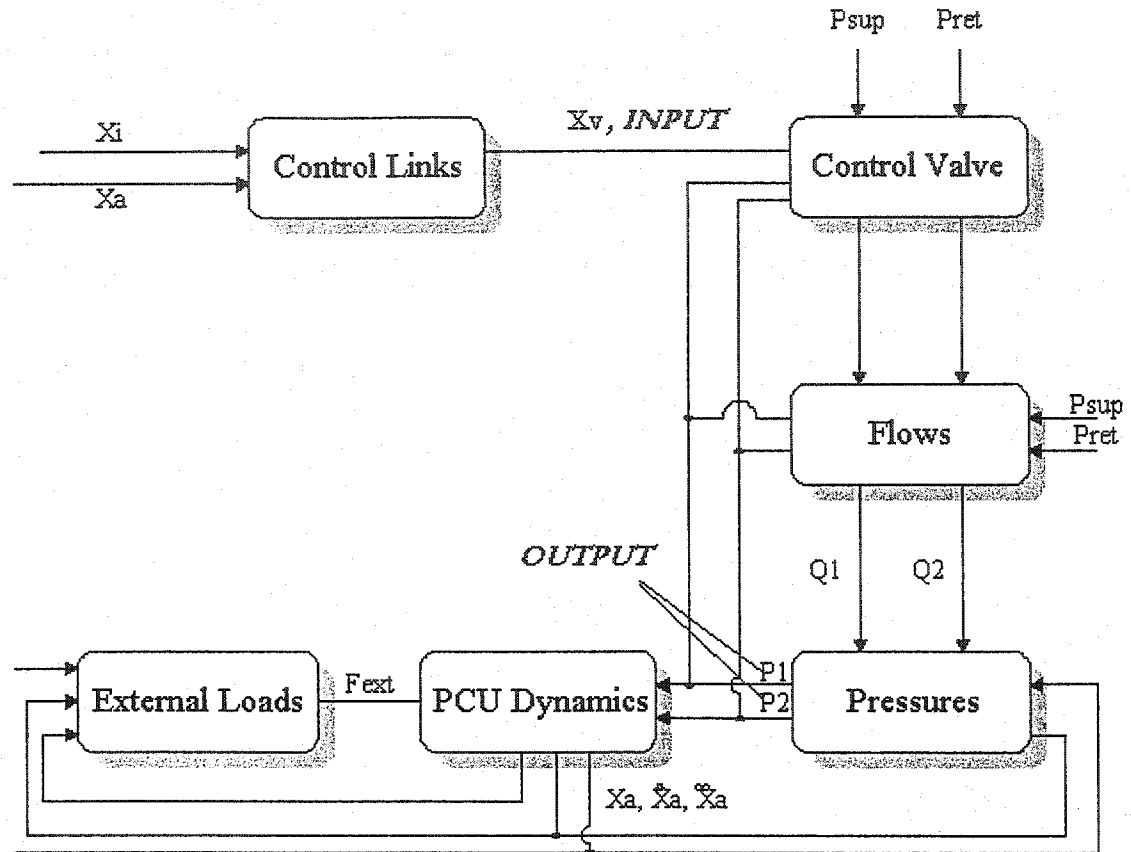 Psup Pret
Xi
Xa
Control Links
Xv, INPUT
Control Valve
Flows
Psup
Pret
OUTPUT
Q1 Q2
External Loads
Fext
PCU Dynamics
P1
P2
Pressures
Xa, Ẋa, Ẍa